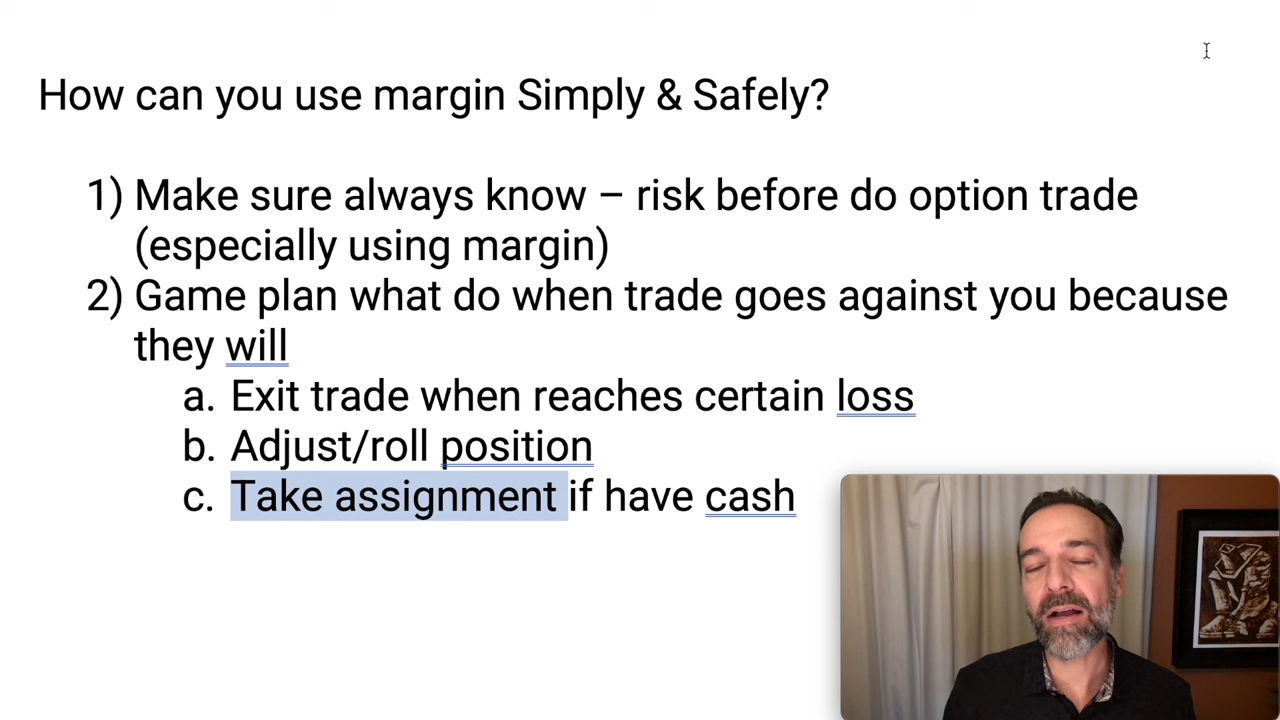 How can you use margin Simply & Safely?
1) Make sure always know – risk before do option trade
(especially using margin)
2) Game plan what do when trade goes against you because
they will
a. Exit trade when reaches certain loss
b. Adjust/roll position
c. Take assignment if have cash